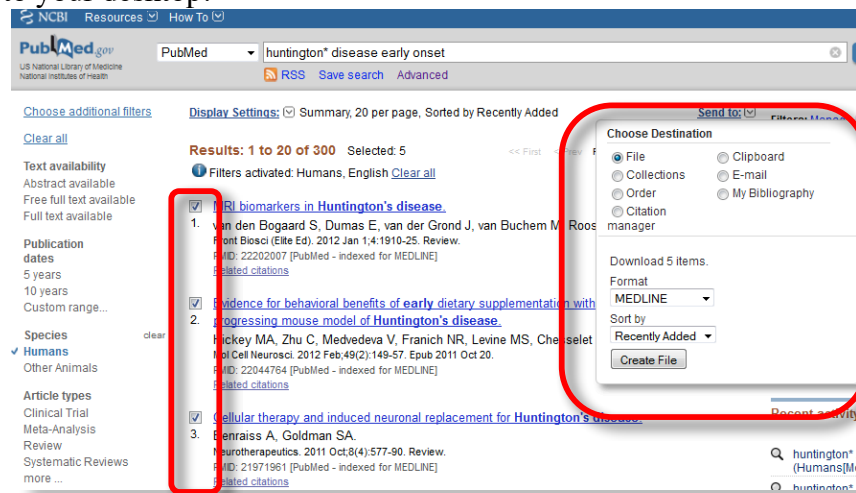 to your desktop.
NCBI Resources How To
PubMed.gov
US National Library of Medicine
National Institutes of Health
PubMed
huntington* disease early onset
RSS Save search Advanced
Choose additional filters
Clear all
Text availability
Abstract available
Free full text available
Full text available
Publication
dates
5 years
10 years
Custom range...
Species clear
Humans
Other Animals
Article types
Clinical Trial
Meta-Analysis
Review
Systematic Reviews
more ...
Display Settings: Summary, 20 per page, Sorted by Recently Added
Send to:
Results: 1 to 20 of 300 Selected: 5
<< First
Filters activated: Humans, English Clear all
MRI biomarkers in Huntington's disease.
1. van den Bogaard S, Dumas E, van der Grond J, van Buchem M, Roos
Front Biosci (Elite Ed). 2012 Jan 1;4:1910-25. Review.
PMID: 22202007 [PubMed - indexed for MEDLINE]
Related citations
Evidence for behavioral benefits of early dietary supplementation with
2. progressing mouse model of Huntington's disease.
Hickey MA, Zhu C, Medvedeva V, Franich NR, Levine MS, Chesselet
Mol Cell Neurosci. 2012 Feb;49(2):149-57. Epub 2011 Oct 20.
PMID: 22044764 [PubMed - indexed for MEDLINE]
Related citations
Cellular therapy and induced neuronal replacement for Huntington's disease.
3. Benraiss A, Goldman SA.
Neurotherapeutics. 2011 Oct;8(4):577-90. Review.
PMID: 21971961 [PubMed - indexed for MEDLINE]
Related citations
Choose Destination
File Clipboard
Collections E-mail
Order My Bibliography
Citation
manager
Download 5 items.
Format
MEDLINE
Sort by
Recently Added
Create File
Recent activity
huntington*
huntington*